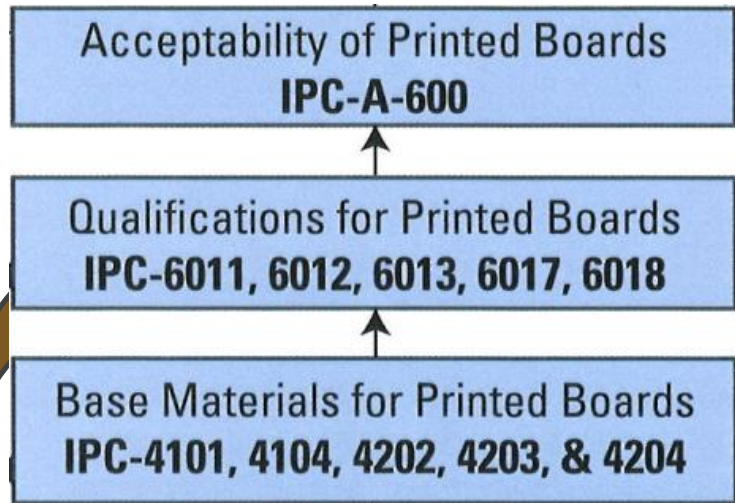 Acceptability of Printed Boards
IPC-A-600
Qualifications for Printed Boards
IPC-6011, 6012, 6013, 6017, 6018
Base Materials for Printed Boards
IPC-4101, 4104, 4202, 4203, & 4204